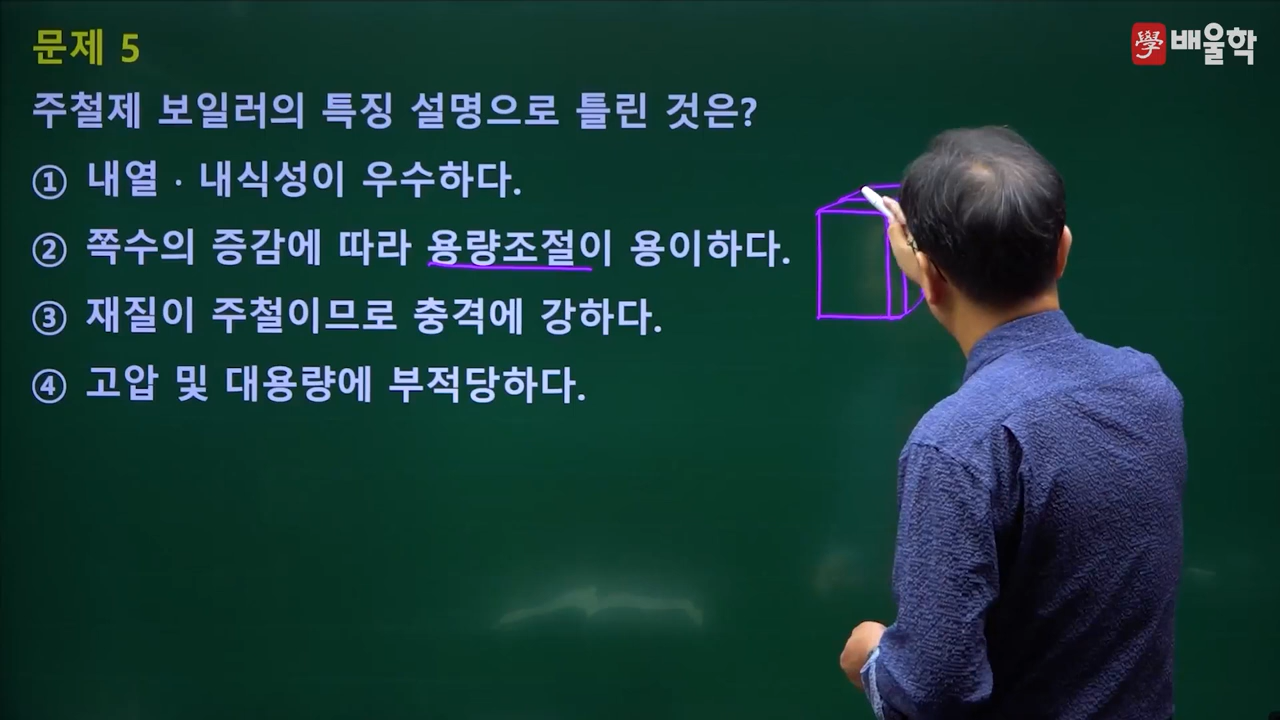 문제 5
學 배울학
주철제 보일러의 특징 설명으로 틀린 것은?
① 내열 · 내식성이 우수하다.
② 쪽수의 증감에 따라 용량조절이 용이하다.
③ 재질이 주철이므로 충격에 강하다.
④ 고압 및 대용량에 부적당하다.